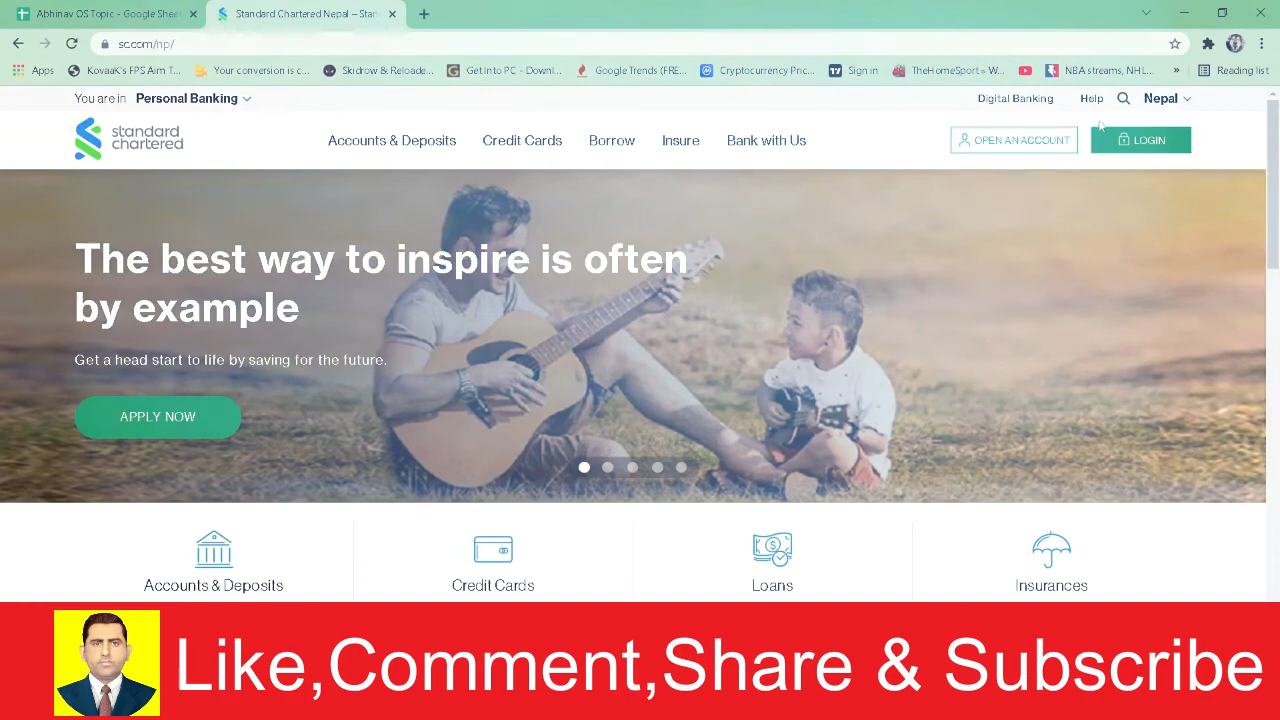 Abhinav OS Topic - Google Sheet
Standard Chartered Nepal – Stan
sc.com/np/
Apps
KovaaK's FPS Aim T...
Your conversion is c...
Skidrow & Reloade...
Get Into PC - Downl...
Google Trends (FRE...
Cryptocurrency Pric...
Sign in
TheHomeSport = W...
NBA streams, NHL...
»
Reading list
You are in Personal Banking
Digital Banking
Help
Nepal
standard
chartered
Accounts & Deposits
Credit Cards
Borrow
Insure
Bank with Us
OPEN AN ACCOUNT
LOGIN
The best way to inspire is often
by example
Get a head start to life by saving for the future.
APPLY NOW
Accounts & Deposits
Credit Cards
Loans
Insurances
Like,Comment,Share & Subscribe